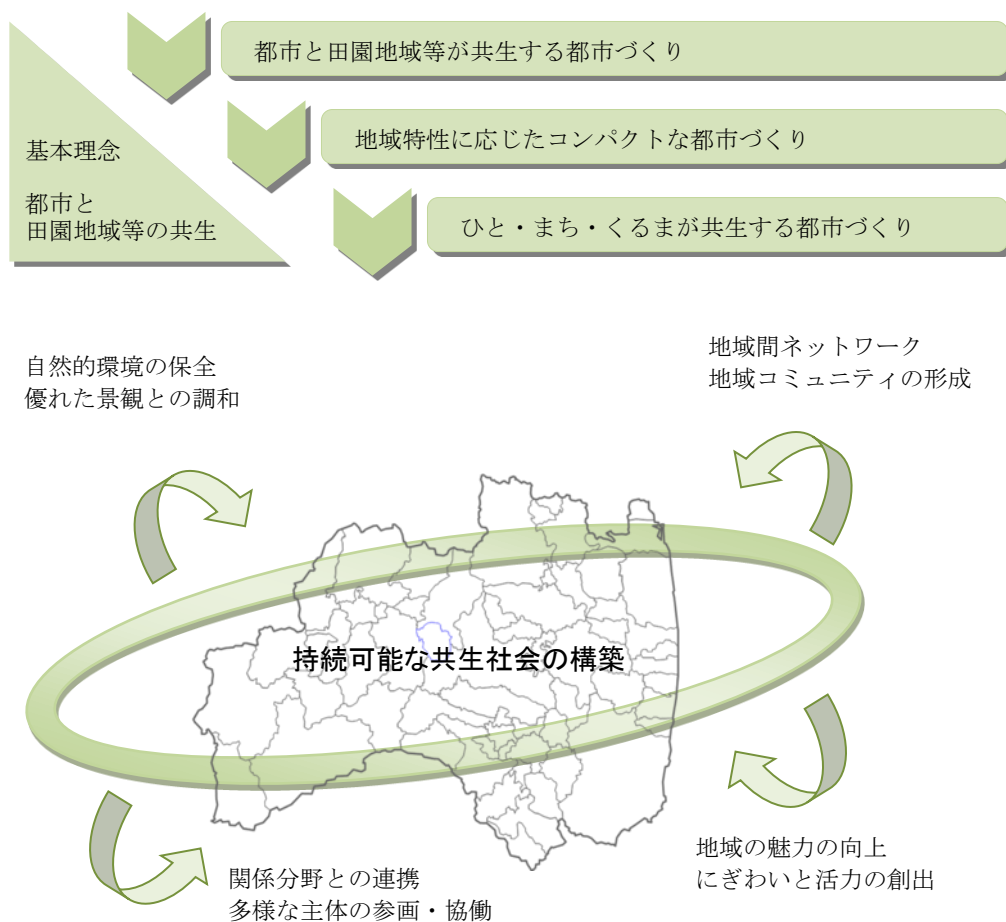 都市と田園地域等が共生する都市づくり
地域特性に応じたコンパクトな都市づくり
ひと・まち・くるまが共生する都市づくり
基本理念
都市と
田園地域等の共生
自然的環境の保全
優れた景観との調和
地域間ネットワーク
地域コミュニティの形成
持続可能な共生社会の構築
関係分野との連携
多様な主体の参画・協働
地域の魅力の向上
にぎわいと活力の創出